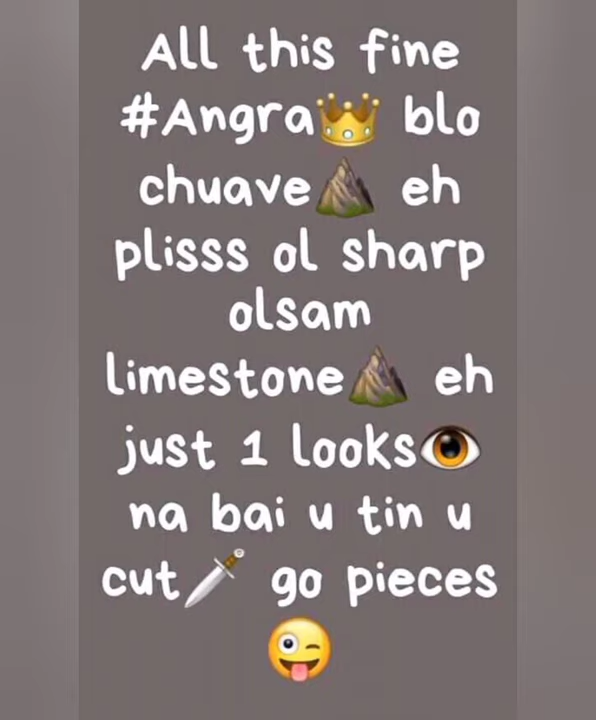 All this fine
#Angra👑 blo
chuave⛰️ eh
plisss ol sharp
olsam
limestone⛰️ eh
just 1 looks👁️
na bai u tin u
cut🗡️ go pieces
😜